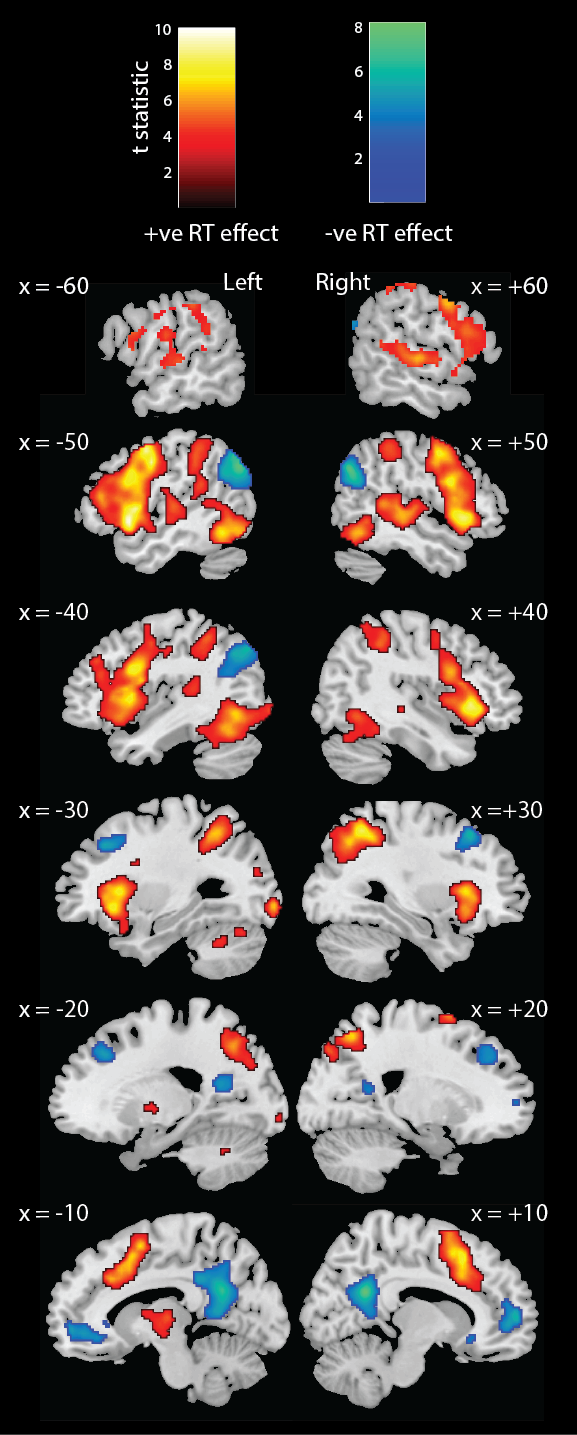 10
8
6
4
2
t statistic
+ve RT effect
8
6
4
2
-ve RT effect
Left Right
x = -60 x = +60
x = -50 x = +50
x = -40 x = +40
x = -30 x =+30
x = -20 x = +20
x = -10 x = +10